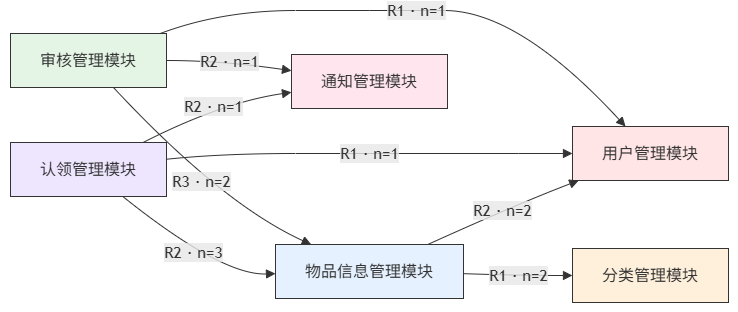 R1 · n=1
审核管理模块
R2 · n=1
通知管理模块
R2 · n=1
用户管理模块
R1 · n=1
认领管理模块
R3 · n=2
R2 · n=2
R2 · n=3
物品信息管理模块
R1 · n=2
分类管理模块